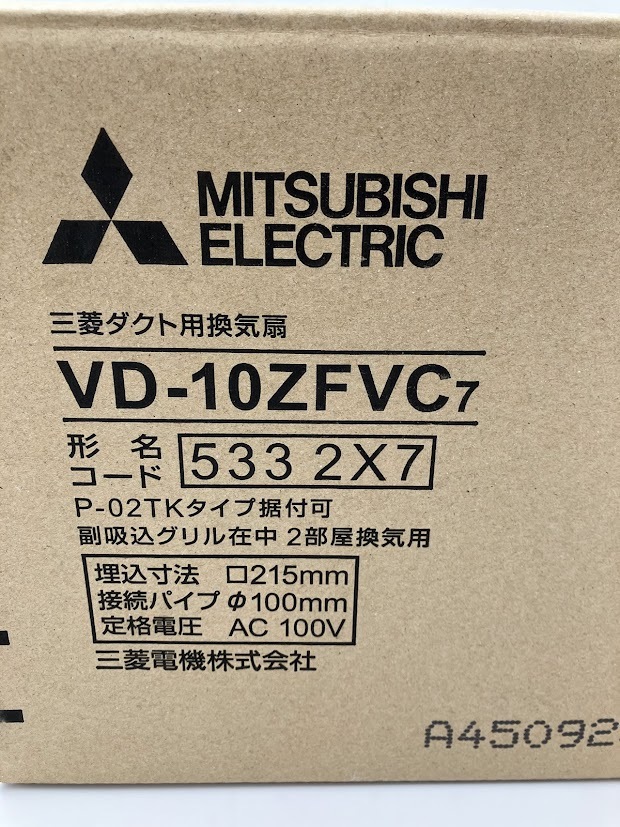 MITSUBISHI
ELECTRIC
三菱ダクト用換気扇
VD-10ZFVC7
形名
コード 533 2X7
P-02TKタイプ据付可
副吸込グリル在中 2部屋換気用
埋込寸法 □215mm
接続パイプ φ100mm
定格電圧 AC 100V
三菱電機株式会社
A45092